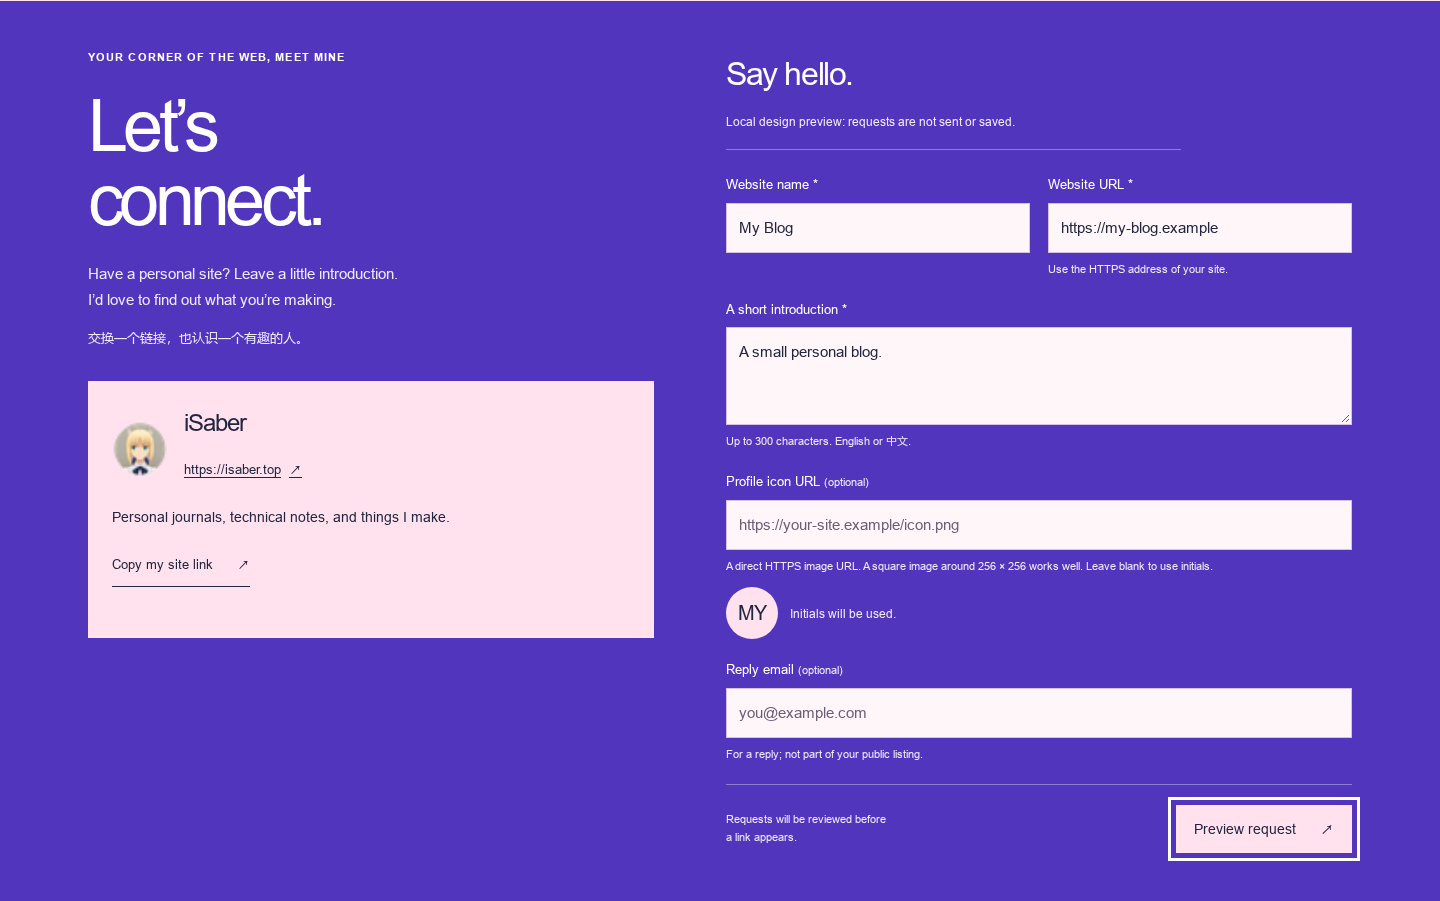 YOUR CORNER OF THE WEB, MEET MINE
Let’s
connect.
Have a personal site? Leave a little introduction.
I’d love to find out what you’re making.
交换一个链接，也认识一个有趣的人。
iSaber
https://isaber.top ↗
Personal journals, technical notes, and things I make.
Copy my site link ↗
Say hello.
Local design preview: requests are not sent or saved.
Website name *
My Blog
Website URL *
https://my-blog.example
Use the HTTPS address of your site.
A short introduction *
A small personal blog.
Up to 300 characters. English or 中文.
Profile icon URL (optional)
https://your-site.example/icon.png
A direct HTTPS image URL. A square image around 256 × 256 works well. Leave blank to use initials.
MY
Initials will be used.
Reply email (optional)
you@example.com
For a reply; not part of your public listing.
Requests will be reviewed before
a link appears.
Preview request ↗